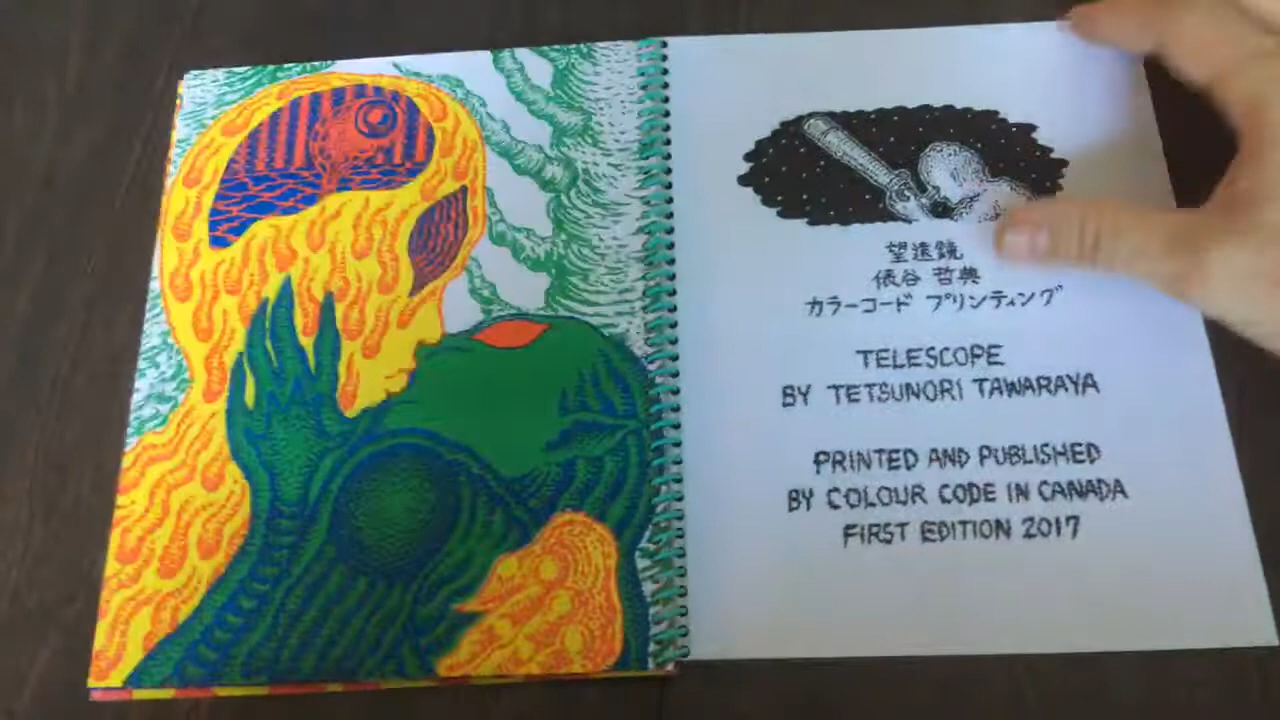 望遠鏡
俵谷 哲典
カラーコード プリンティング
TELESCOPE
BY TETSUNORI TAWARAYA
PRINTED AND PUBLISHED
BY COLOUR CODE IN CANADA
FIRST EDITION 2017